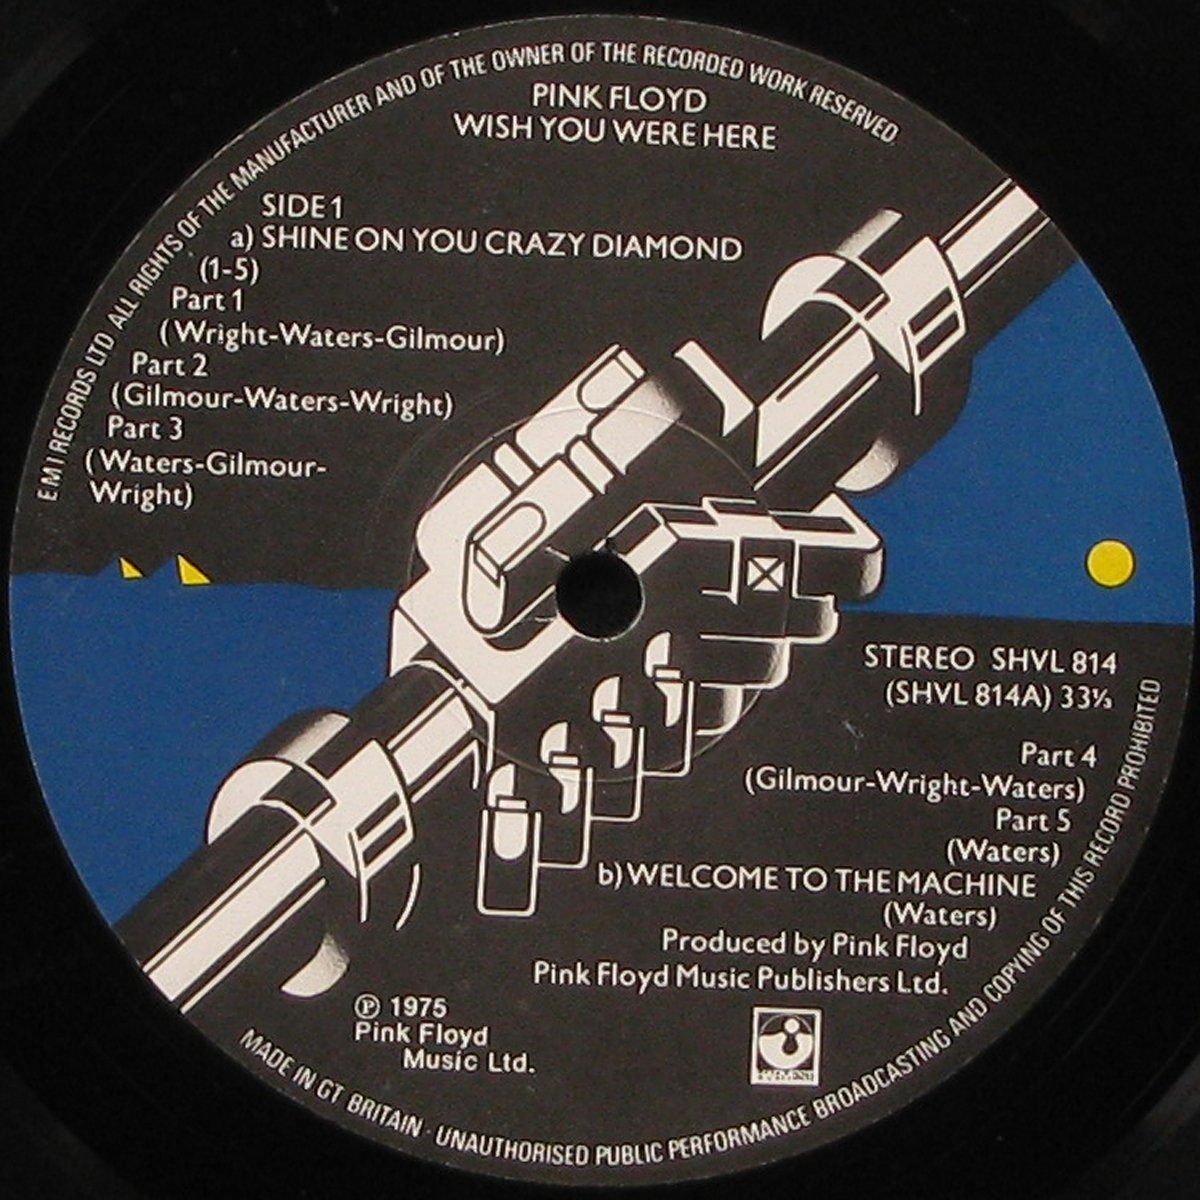 EMI RECORDS LTD ALL RIGHTS OF THE MANUFACTURER AND OF THE OWNER OF THE RECORDED WORK RESERVED
PINK FLOYD
WISH YOU WERE HERE
SIDE 1
a) SHINE ON YOU CRAZY DIAMOND
(1-5)
Part 1
(Wright-Waters-Gilmour)
Part 2
(Gilmour-Waters-Wright)
Part 3
(Waters-Gilmour-
Wright)
STEREO SHVL 814
(SHVL 814A) 33⅓
Part 4
(Gilmour-Wright-Waters)
Part 5
(Waters)
b) WELCOME TO THE MACHINE
(Waters)
Produced by Pink Floyd
Pink Floyd Music Publishers Ltd.
℗ 1975
Pink Floyd
Music Ltd.
HARVEST
MADE IN GT BRITAIN · UNAUTHORISED PUBLIC PERFORMANCE BROADCASTING AND COPYING OF THIS RECORD PROHIBITED